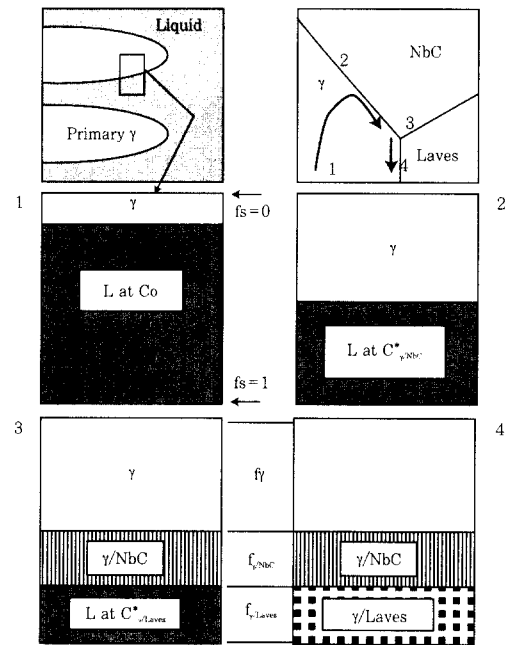 Liquid
Primary γ
NbC
2
γ
3
1
4
Laves
1
γ
fs=0
L at Co
fs=1
2
γ
L at C*γ/NbC
3
γ
γ/NbC
L at C*γ/Laves
fγ
fγ/NbC
fγ/Laves
4
γ/NbC
γ/Laves